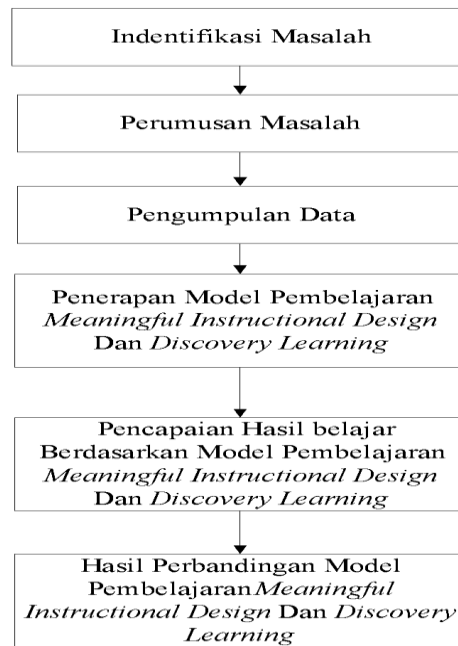 Indentifikasi Masalah
Perumusan Masalah
Pengumpulan Data
Penerapan Model Pembelajaran
Meaningful Instructional Design
Dan Discovery Learning
Pencapaian Hasil belajar
Berdasarkan Model Pembelajaran
Meaningful Instructional Design
Dan Discovery Learning
Hasil Perbandingan Model
PembelajaranMeaningful
Instructional Design Dan Discovery
Learning